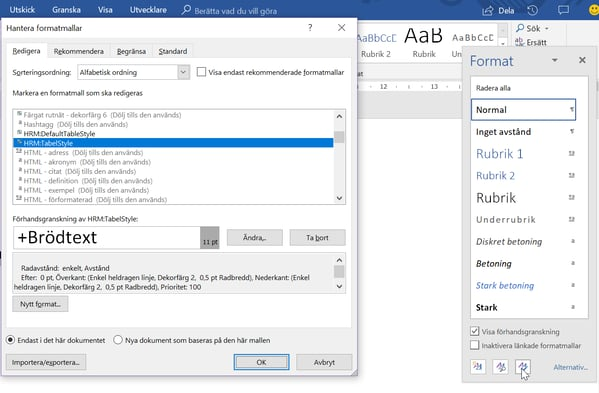 Utskick Granska Visa Utvecklare Berätta vad du vill göra Dela
AaBbCcD AaBbCcC AaB AaBbCcC Sök
Rubrik 2 Rubrik Ersätt
12 13
Hantera formatmallar ? X
Redigera Rekommendera Begränsa Standard
Sorteringsordning: Alfabetisk ordning Visa endast rekommenderade formatmallar
Markera en formatmall som ska redigeras
Färgat rutnät - dekorfärg 6 (Dölj tills den används)
a Hashtagg (Dölj tills den används)
HRM:DefaultTableStyle
HRM:TabelStyle
¶a HTML - adress (Dölj tills den används)
a HTML - akronym (Dölj tills den används)
a HTML - citat (Dölj tills den används)
a HTML - definition (Dölj tills den används)
a HTML - exempel (Dölj tills den används)
¶a HTML - förformaterad (Dölj tills den används)
Förhandsgranskning av HRM:TabelStyle:
+Brödtext 11 pt Ändra... Ta bort
Radavstånd: enkelt, Avstånd
Efter: 0 pt, Överkant: (Enkel heldragen linje, Dekorfärg 2, 0,5 pt Radbredd), Nederkant: (Enkel
heldragen linje, Dekorfärg 2, 0,5 pt Radbredd), Prioritet: 100
Nytt format...
Endast i det här dokumentet Nya dokument som baseras på den här mallen
Importera/exportera... OK Avbryt
Format
Radera alla
Normal ¶
Inget avstånd ¶
Rubrik 1 ¶a
Rubrik 2 ¶a
Rubrik ¶a
Underrubrik ¶a
Diskret betoning a
Betoning a
Stark betoning a
Stark a
Visa förhandsgranskning
Inaktivera länkade formatmallar
Alternativ...